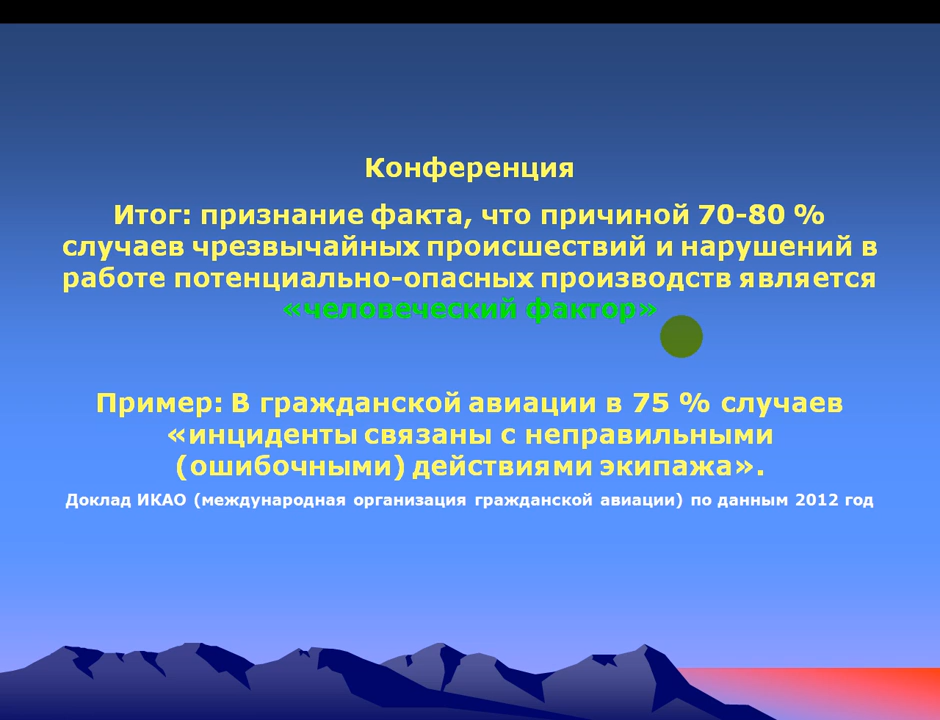 Конференция
Итог: признание факта, что причиной 70-80 %
случаев чрезвычайных происшествий и нарушений в
работе потенциально-опасных производств является
«человеческий фактор»
Пример: В гражданской авиации в 75 % случаев
«инциденты связаны с неправильными
(ошибочными) действиями экипажа».
Доклад ИКАО (международная организация гражданской авиации) по данным 2012 год